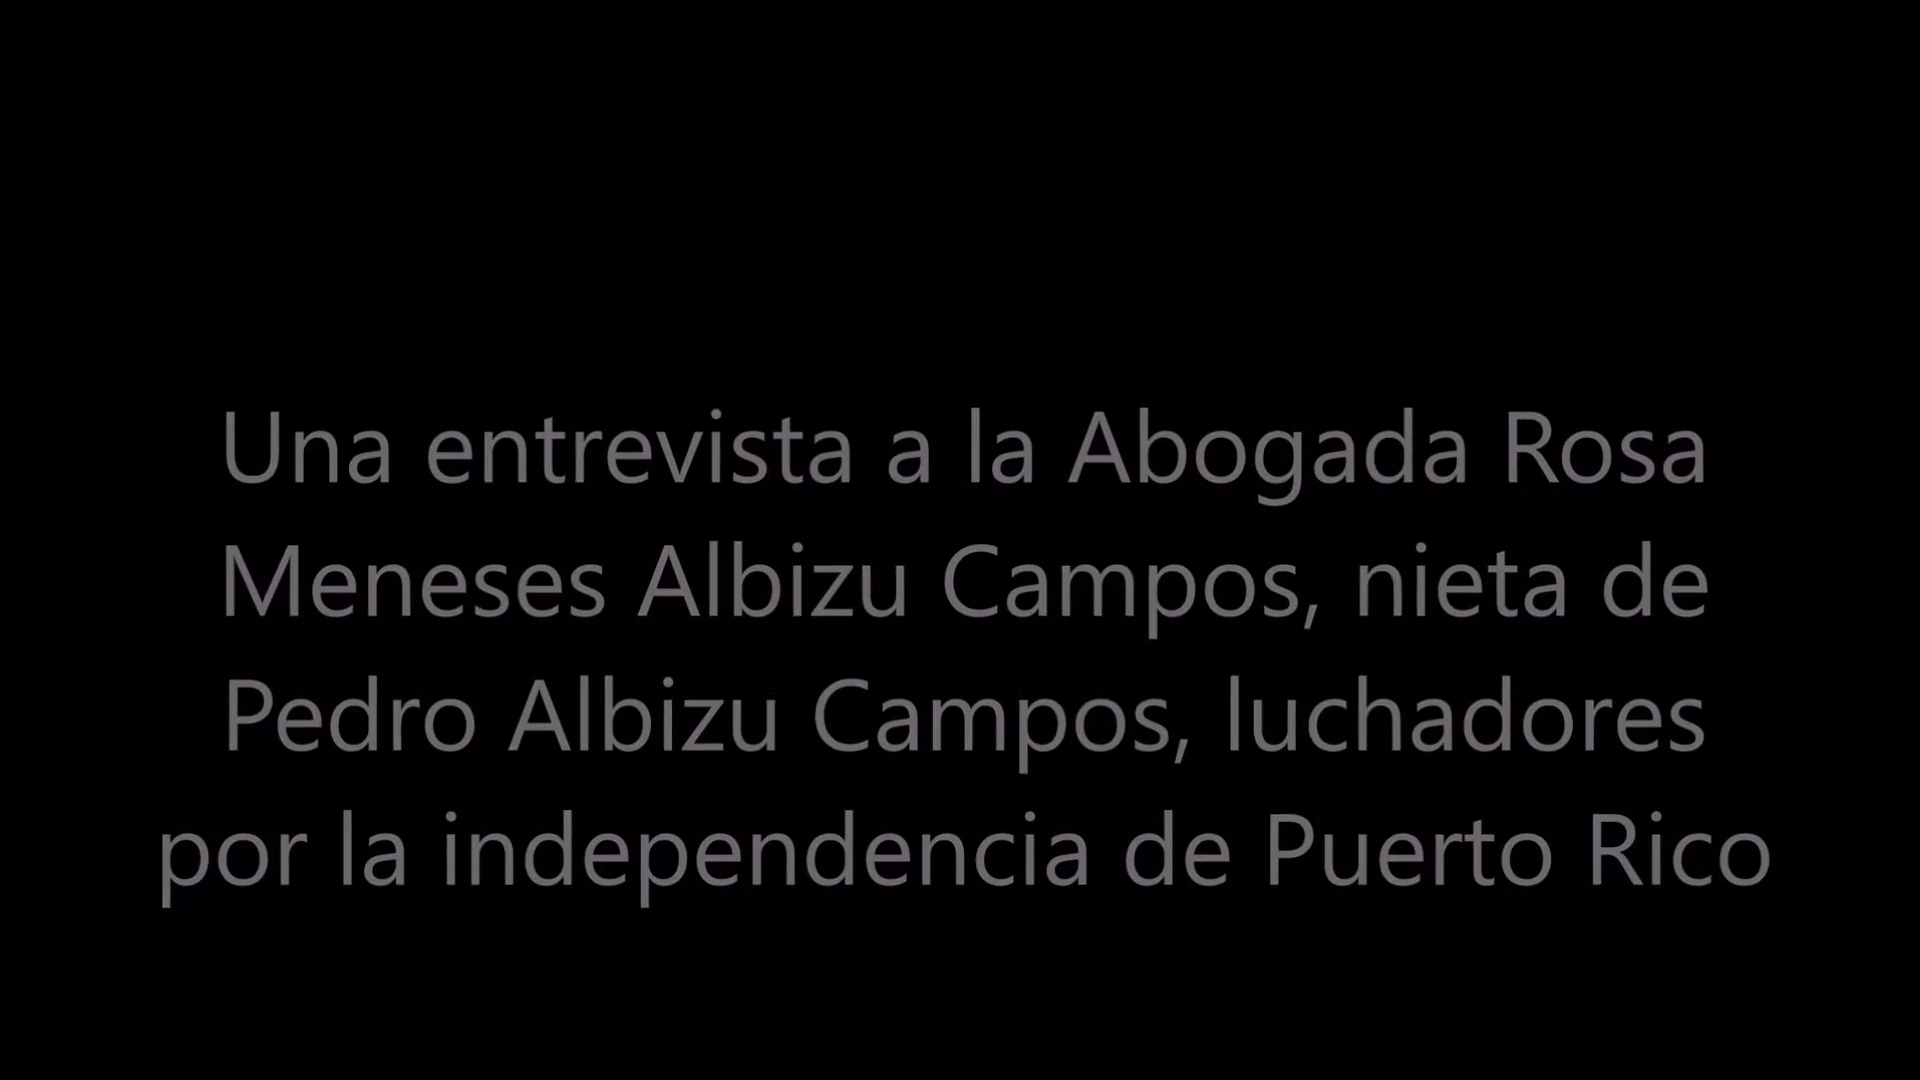 Una entrevista a la Abogada Rosa
Meneses Albizu Campos, nieta de
Pedro Albizu Campos, luchadores
por la independencia de Puerto Rico